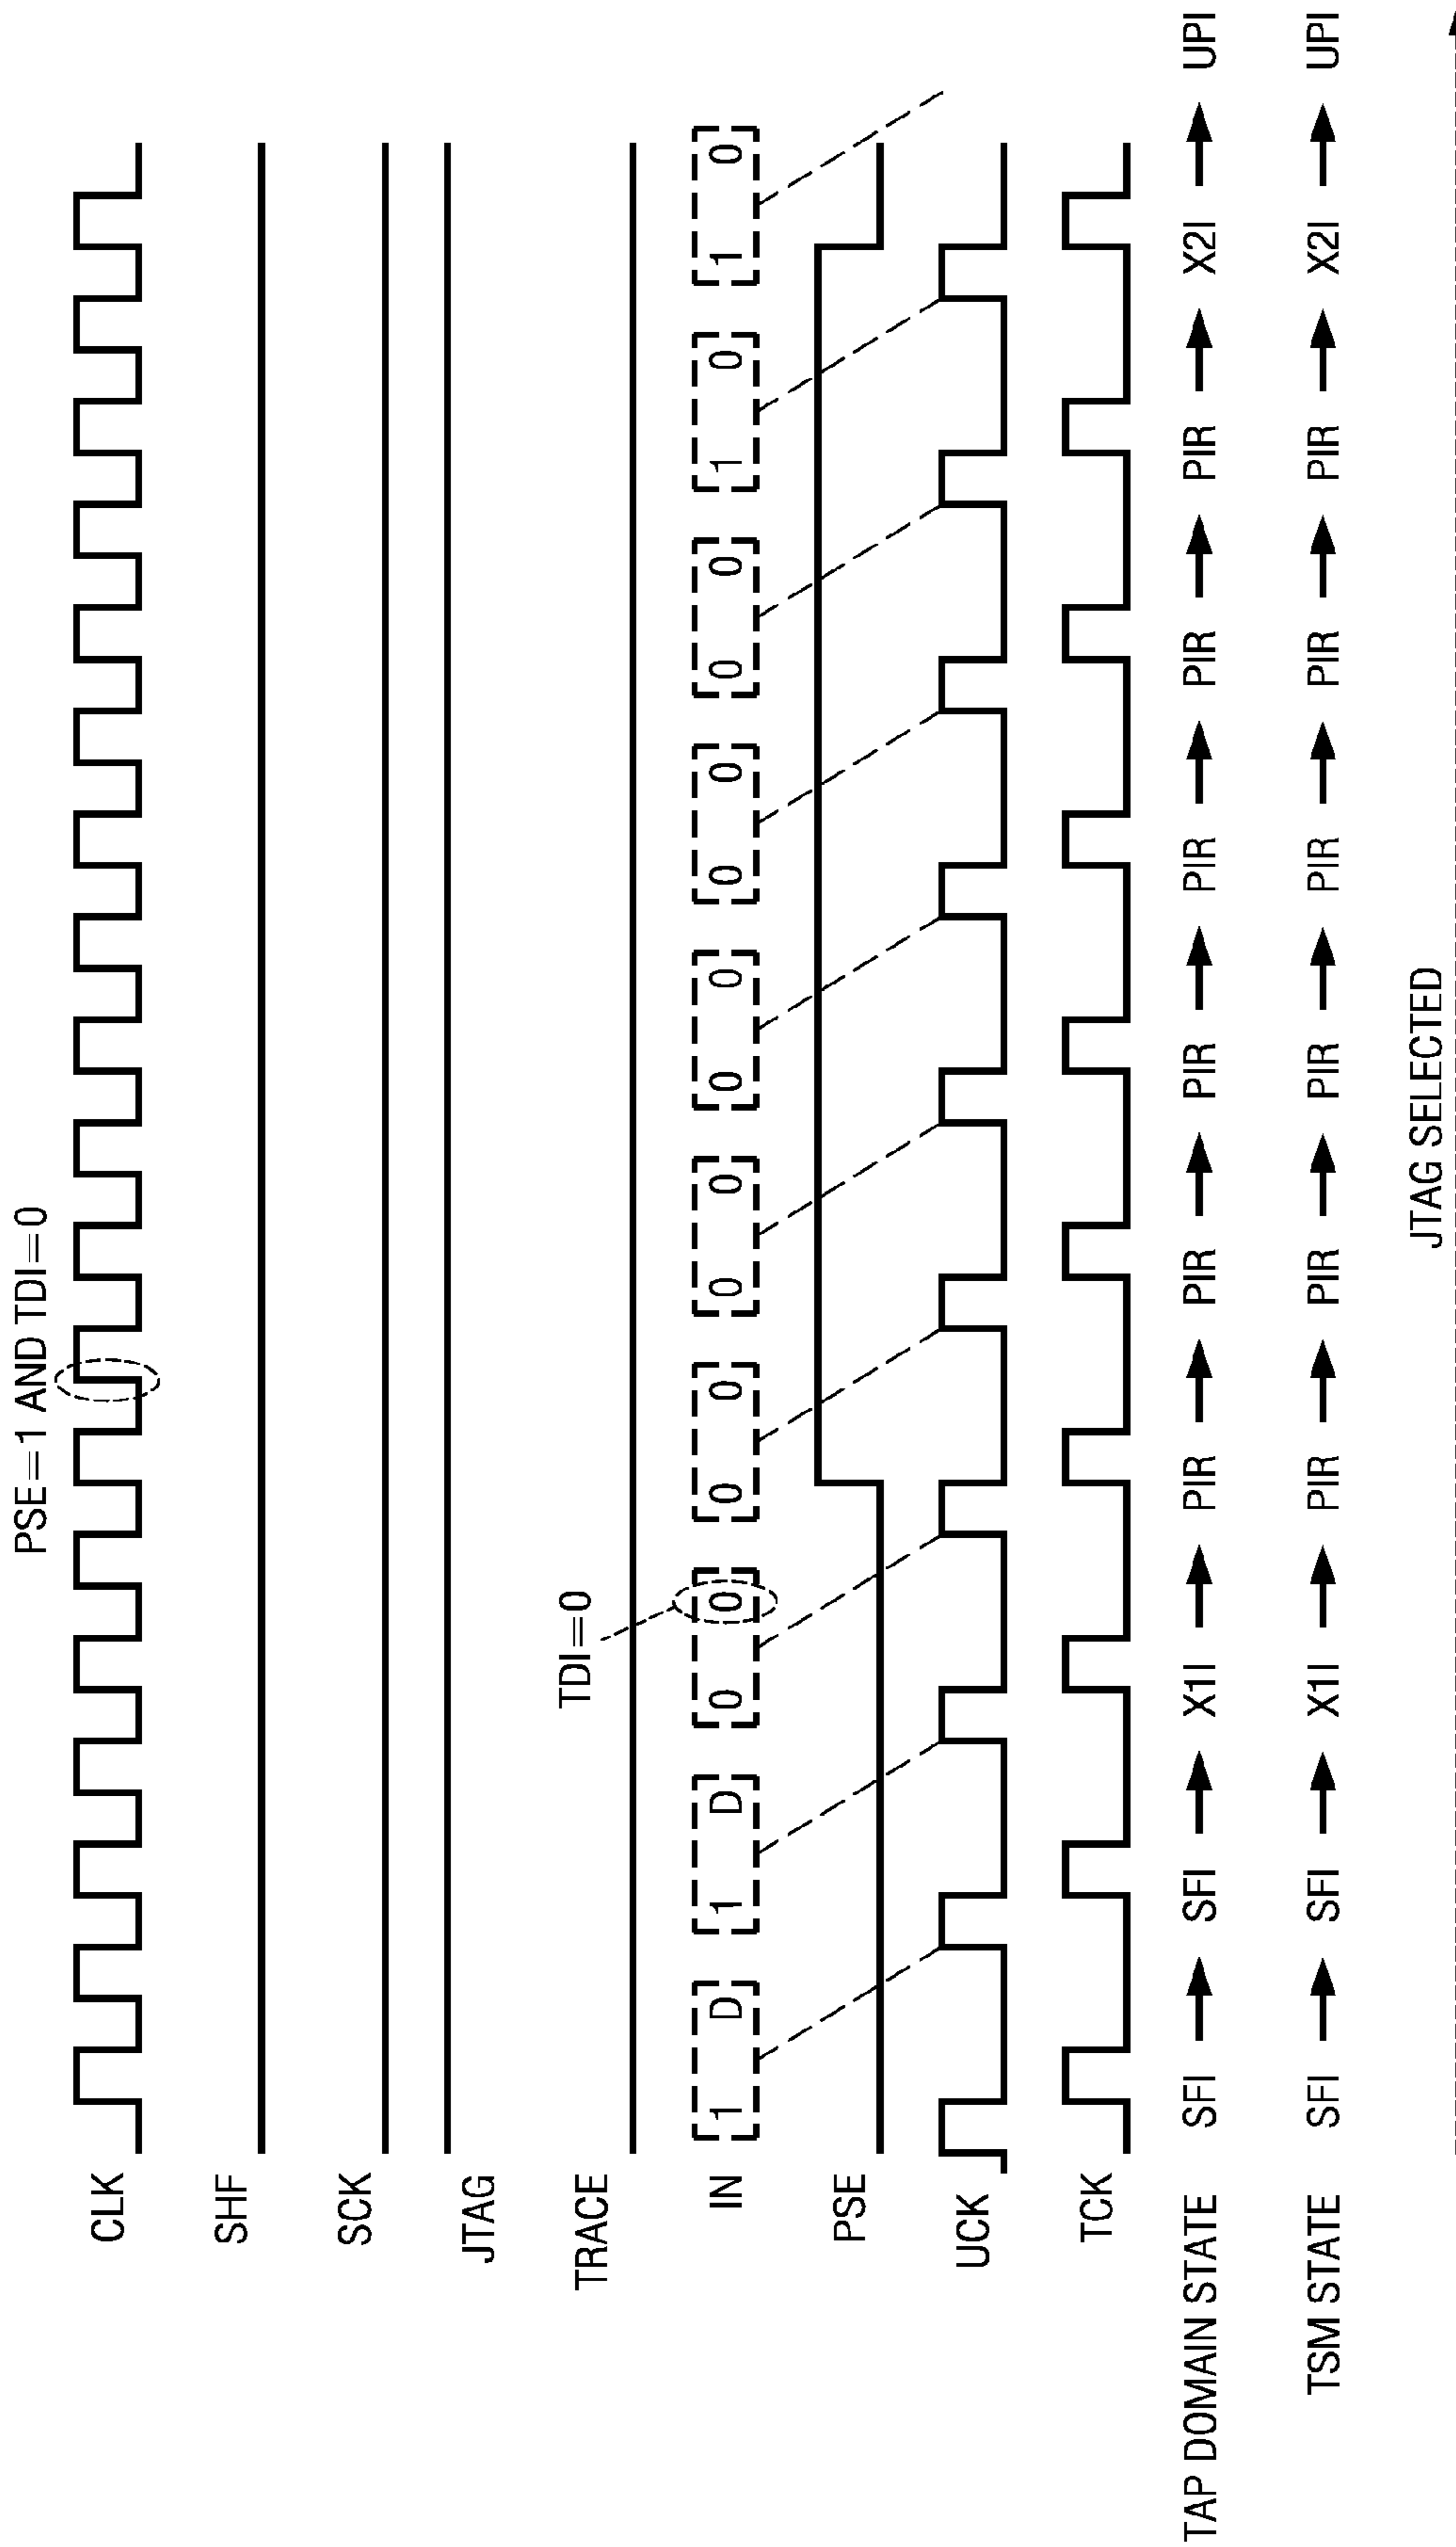 PSE=1 AND TDI=0
CLK
SHF
SCK
JTAG
TDI=0
TRACE
IN 1 D 1 D 0 0 0 0 0 0 0 0 0 0 0 0 1 0 1 0
PSE
UCK
TCK
TAP DOMAIN STATE SFI SFI X1I PIR PIR PIR PIR PIR PIR X2I UPI
TSM STATE SFI SFI X1I PIR PIR PIR PIR PIR PIR X2I UPI
JTAG SELECTED